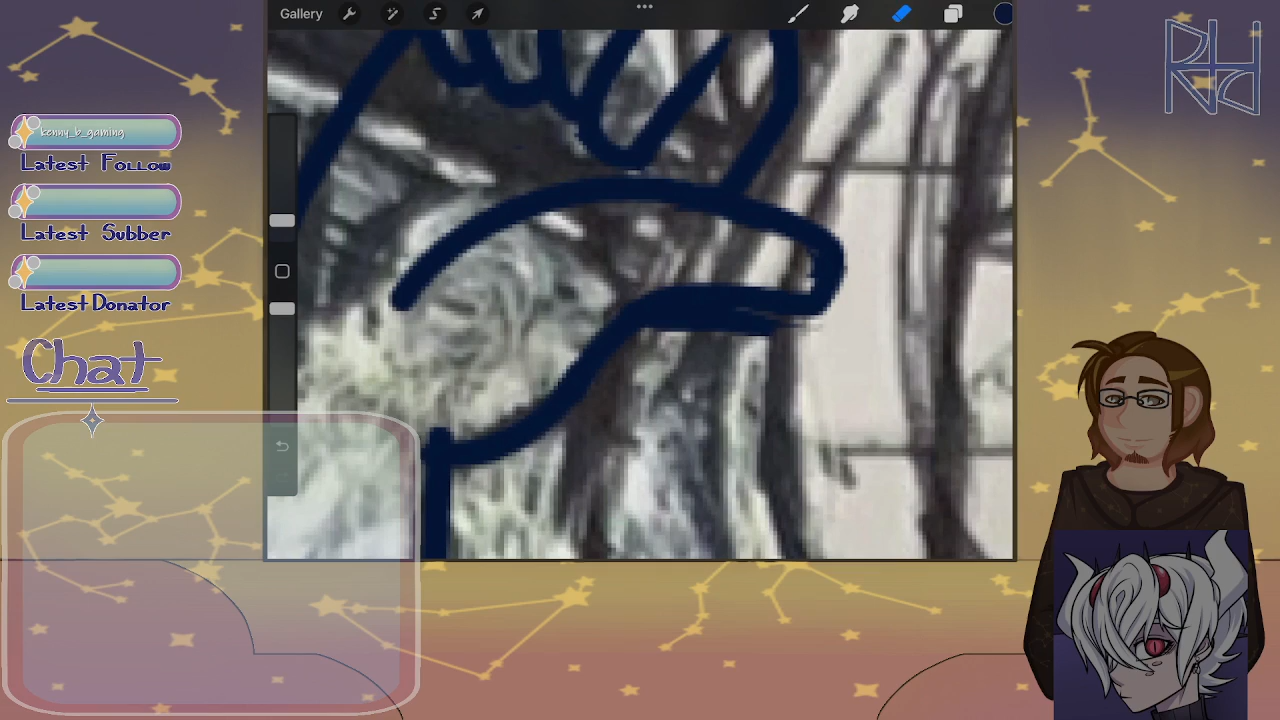 Gallery
kenny_b_gaming
Latest Follow
Latest Subber
Latest Donator
Chat